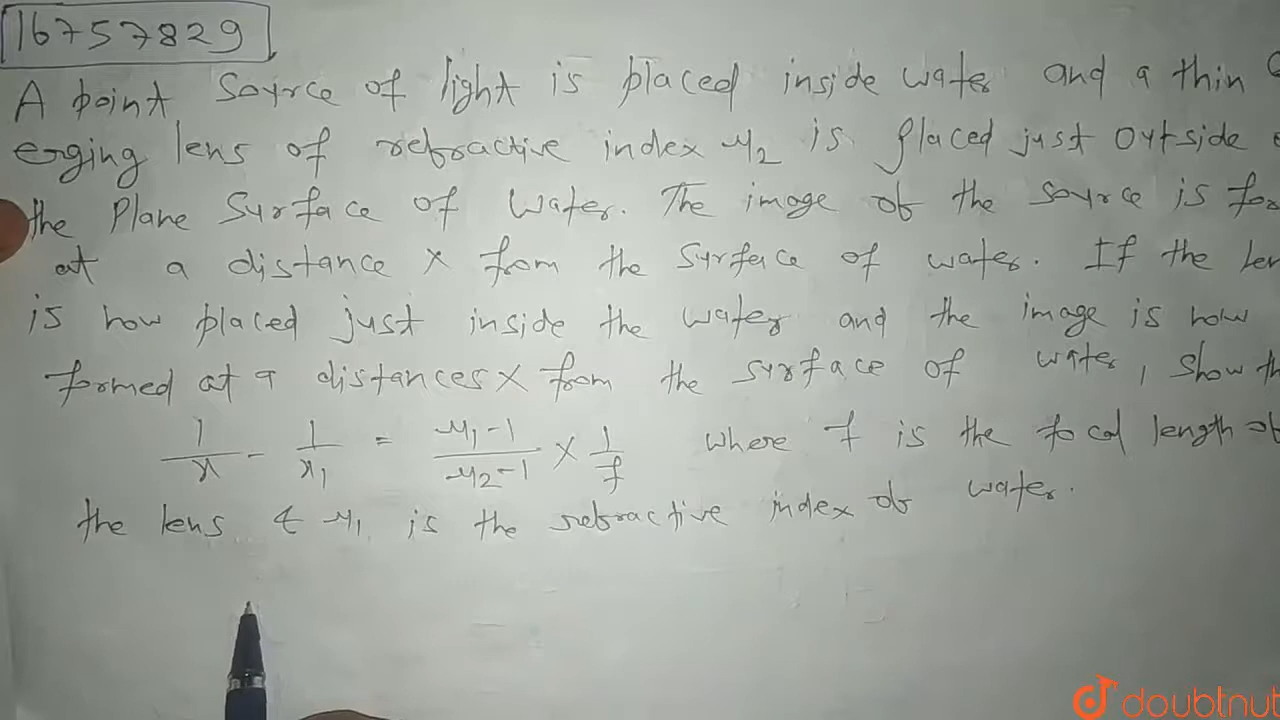 16757829
A point Soyrce of light is placed inside water and a thin
erging lens of refractive index μ2 is placed just outside
the Plane Surface of water. The image of the source is for
at a distance x from the surface of water. If the len
is now placed just inside the water and the image is now
formed at a distances x from the surface of water, show th
1/x - 1/x1 = μ1-1/μ2-1 × 1/f where f is the focal length of
the lens & μ1 is the refractive index of water.
doubtnut